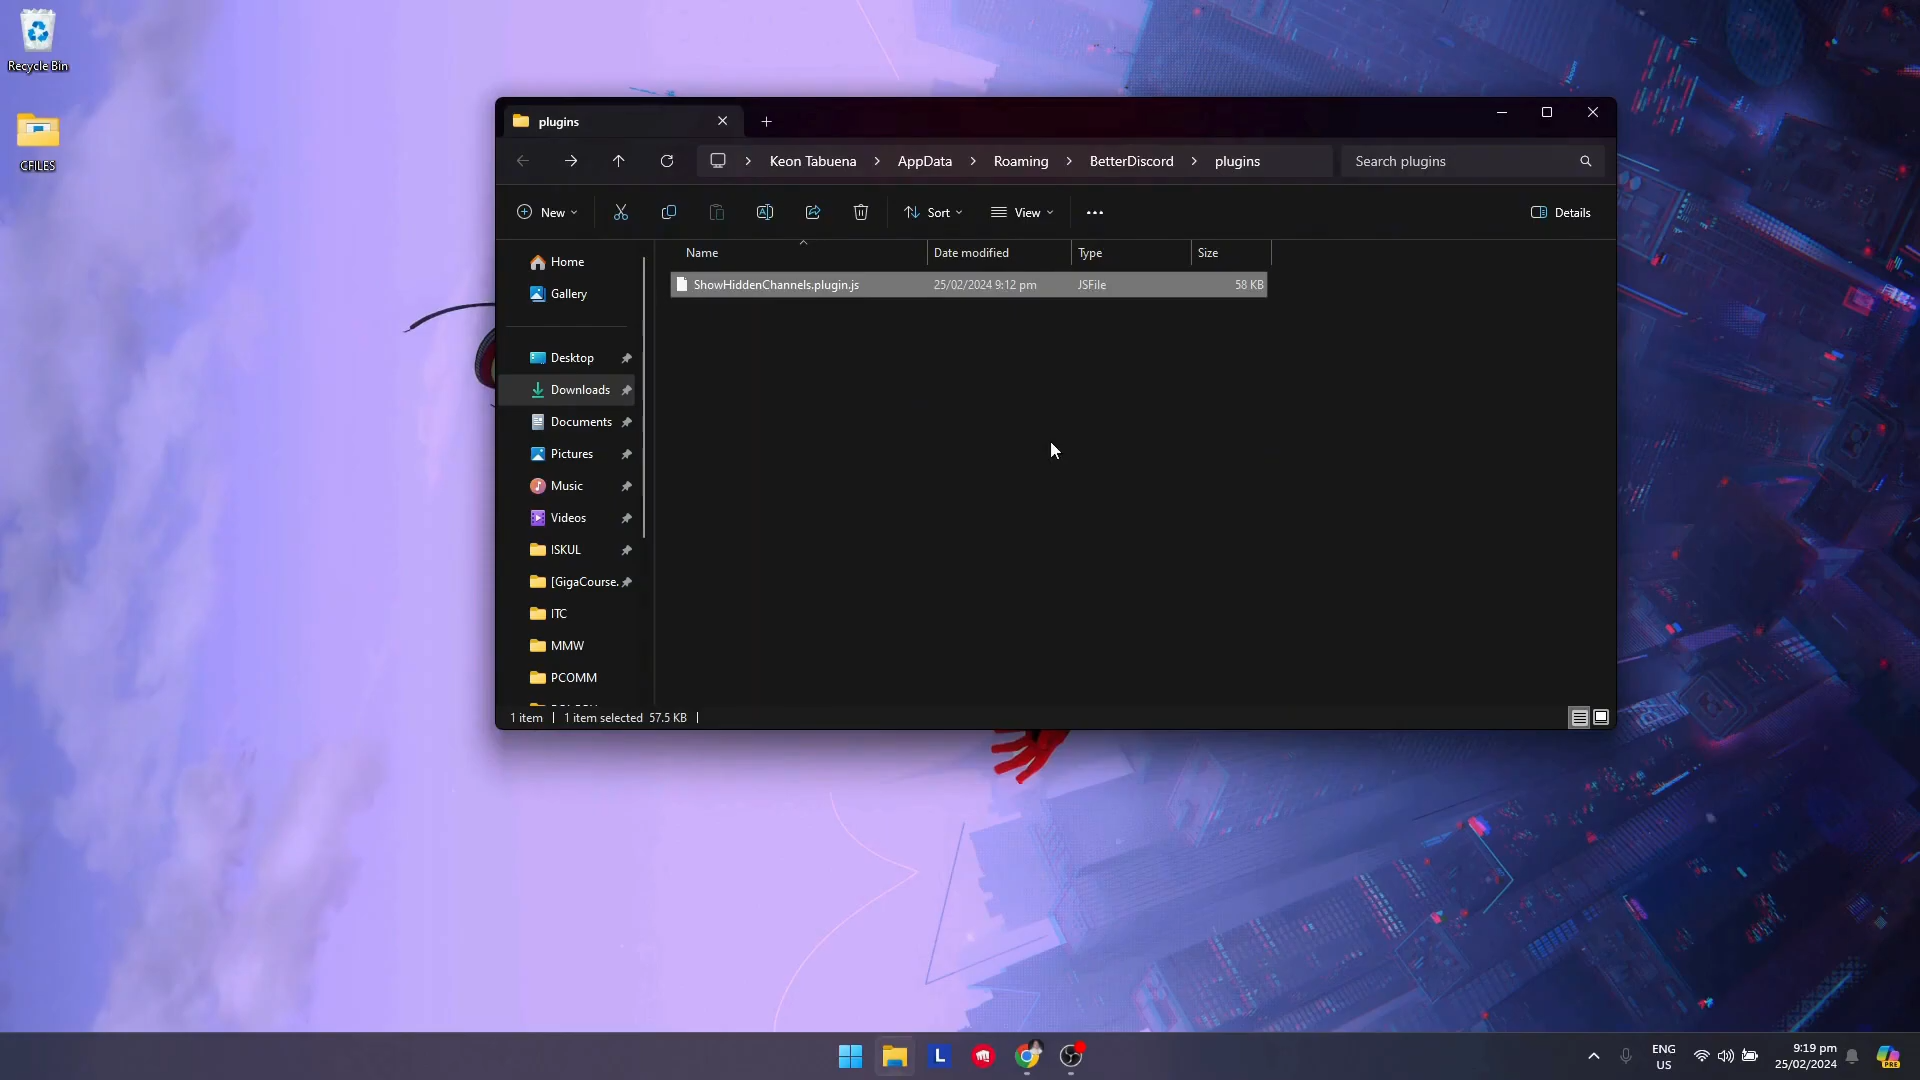 Recycle Bin
CFILES
plugins
Keon Tabuena > AppData > Roaming > BetterDiscord > plugins
Search plugins
New
Sort
View
Details
Name Date modified Type Size
ShowHiddenChannels.plugin.js 25/02/2024 9:12 pm JSFile 58 KB
Home
Gallery
Desktop
Downloads
Documents
Pictures
Music
Videos
ISKUL
[GigaCourse.
ITC
MMW
PCOMM
1 item | 1 item selected 57.5 KB |
L
ENG
US
9:19 pm
25/02/2024
PRE